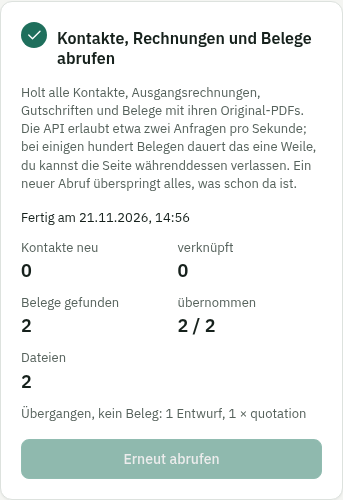 Kontakte, Rechnungen und Belege
abrufen
Holt alle Kontakte, Ausgangsrechnungen,
Gutschriften und Belege mit ihren Original-PDFs.
Die API erlaubt etwa zwei Anfragen pro Sekunde;
bei einigen hundert Belegen dauert das eine Weile,
du kannst die Seite währenddessen verlassen. Ein
neuer Abruf überspringt alles, was schon da ist.
Fertig am 21.11.2026, 14:56
Kontakte neu verknüpft
0 0
Belege gefunden übernommen
2 2 / 2
Dateien
2
Übergangen, kein Beleg: 1 Entwurf, 1 × quotation
Erneut abrufen